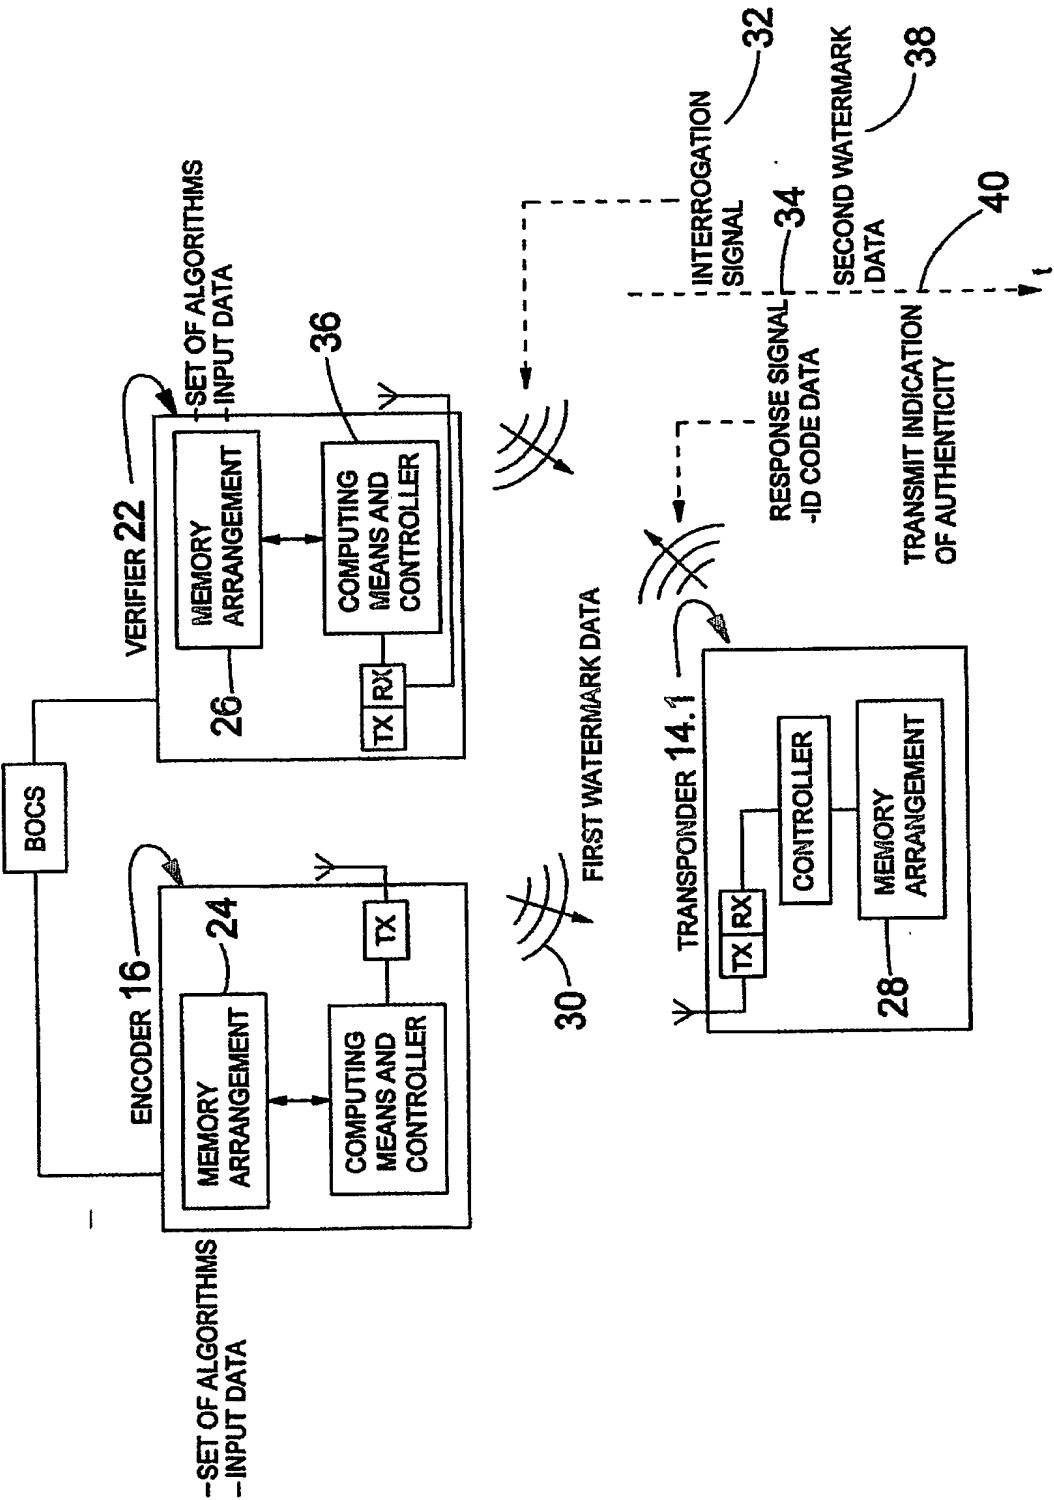 BOCS
ENCODER 16
24
MEMORY
ARRANGEMENT
COMPUTING
MEANS AND
CONTROLLER
TX
-SET OF ALGORITHMS
-INPUT DATA
VERIFIER 22
-SET OF ALGORITHMS
-INPUT DATA
MEMORY
ARRANGEMENT
26
36
COMPUTING
MEANS AND
CONTROLLER
TX RX
30
FIRST WATERMARK DATA
TRANSPONDER 14.1
TX RX
CONTROLLER
MEMORY
ARRANGEMENT
28
INTERROGATION
SIGNAL
32
RESPONSE SIGNAL
-ID CODE DATA
34
SECOND WATERMARK
DATA
38
TRANSMIT INDICATION
OF AUTHENTICITY
40
t